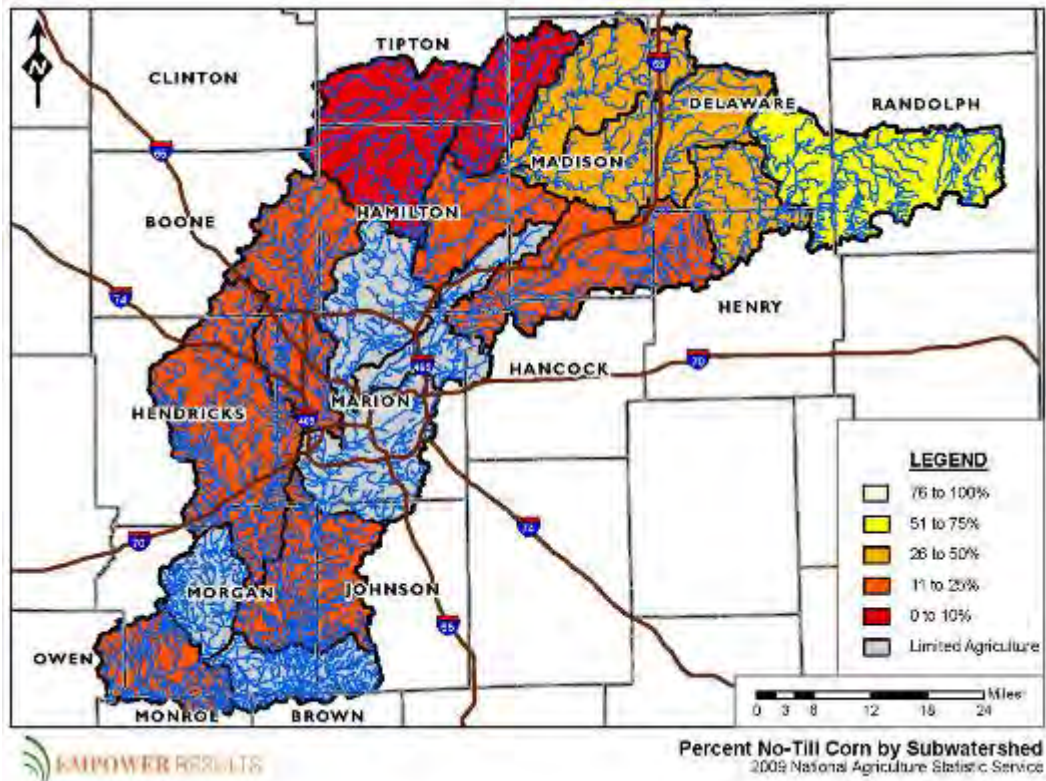 N
TIPTON
CLINTON
69
DELAWARE
RANDOLPH
65
MADISON
HAMILTON
BOONE
74
HENRY
465
70
HANCOCK
MARION
HENDRICKS
465
LEGEND
76 to 100%
51 to 75%
26 to 50%
11 to 25%
0 to 10%
Limited Agriculture
74
70
MORGAN
JOHNSON
65
OWEN
MONROE
BROWN
Miles
0 3 6 12 18 24
EMPOWER RESULTS
Percent No-Till Corn by Subwatershed
2009 National Agriculture Statistic Service